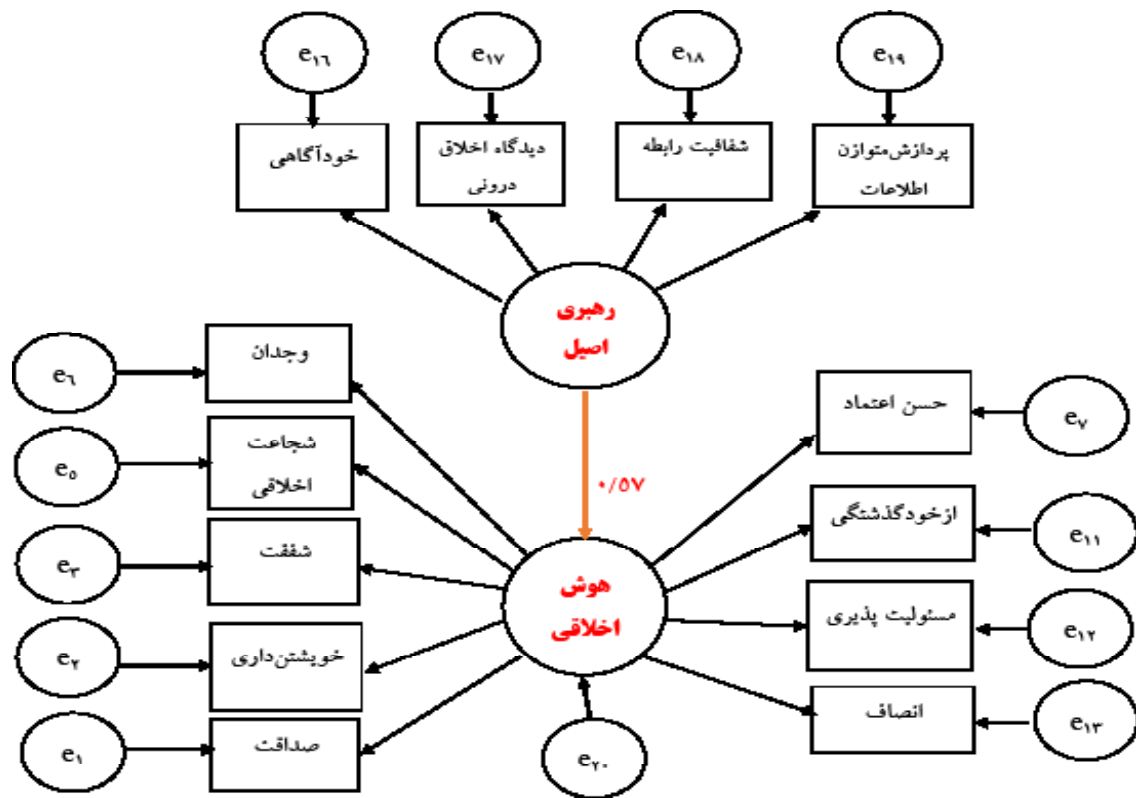 e۱۶
e۱۷
e۱۸
e۱۹
خودآگاهی
دیدگاه اخلاق
درونی
شفافیت رابطه
پردازش‌متوازن
اطلاعات
رهبری
اصیل
e۶
وجدان
حسن اعتماد
e۷
e۵
شجاعت
اخلاقی
۰/۵۷
ازخودگذشتگی
e۱۱
e۳
شفقت
هوش
اخلاقی
مسئولیت پذیری
e۱۲
e۲
خویشتن‌داری
انصاف
e۱۳
e۱
صداقت
e۲۰